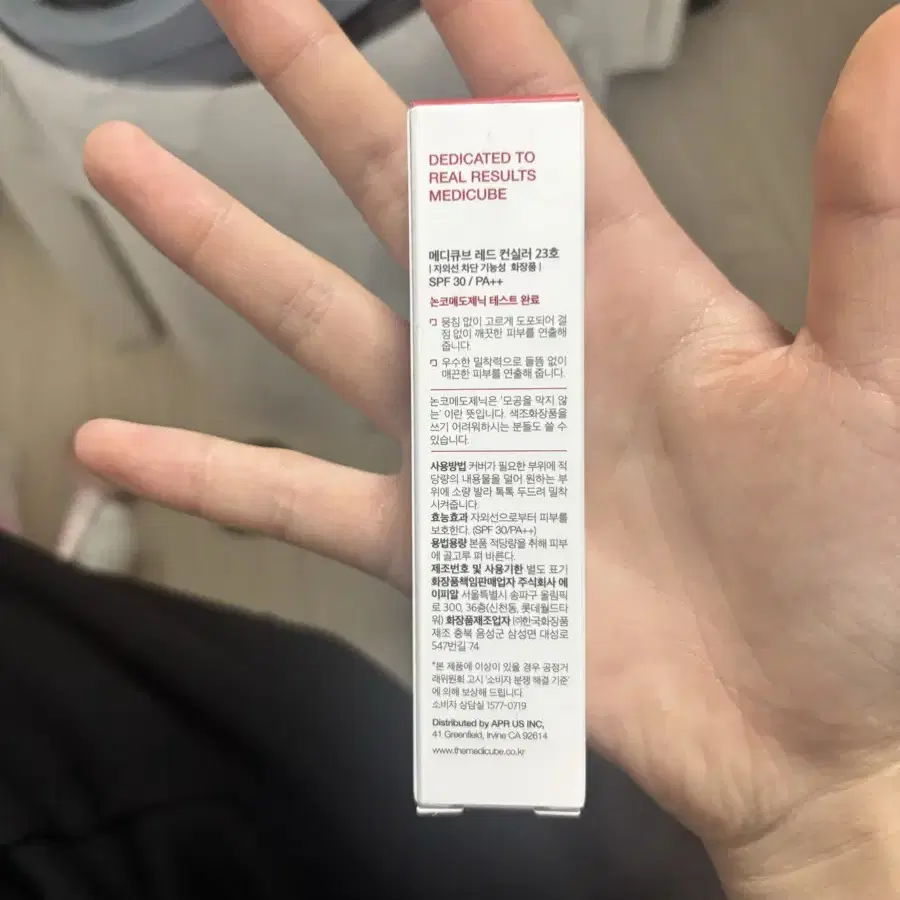 DEDICATED TO
REAL RESULTS
MEDICUBE
메디큐브 레드 컨실러 23호
| 자외선 차단 기능성 화장품 |
SPF 30 / PA++
논코메도제닉 테스트 완료
뭉침 없이 고르게 도포되어 결
점 없이 깨끗한 피부를 연출해
줍니다.
우수한 밀착력으로 들뜸 없이
매끈한 피부를 연출해 줍니다.
논코메도제닉은 '모공을 막지 않
는' 이란 뜻입니다. 색조화장품을
쓰기 어려워하시는 분들도 쓸 수
있습니다.
사용방법 커버가 필요한 부위에 적
당량의 내용물을 덜어 원하는 부
위에 소량 발라 톡톡 두드려 밀착
시켜줍니다.
효능효과 자외선으로부터 피부를
보호한다. (SPF 30/PA++)
용법용량 본품 적당량을 취해 피부
에 골고루 펴 바른다.
제조번호 및 사용기한 별도 표기
화장품책임판매업자 주식회사 에
이피알 서울특별시 송파구 올림픽
로 300, 36층(신천동, 롯데월드타
워) 화장품제조업자 ㈜한국화장품
제조 충북 음성군 삼성면 대성로
547번길 74
*본 제품에 이상이 있을 경우 공정거
래위원회 고시 '소비자 분쟁 해결 기준'
에 의해 보상해 드립니다.
소비자 상담실 1577-0719
Distributed by APR US INC,
41 Greenfield, Irvine CA 92614
www.themedicube.co.kr